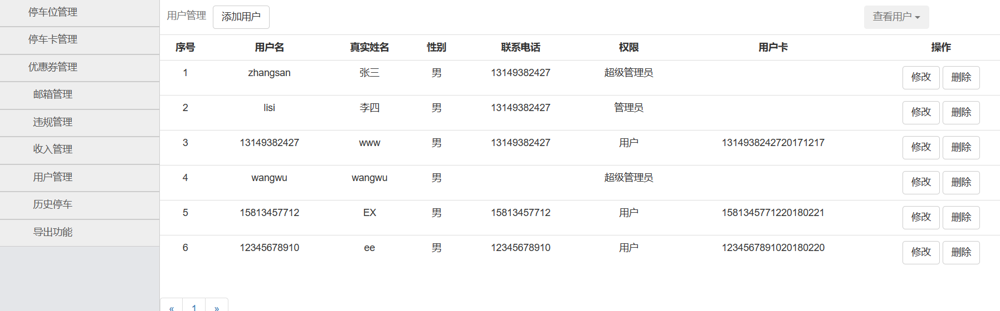 停车位管理
停车卡管理
优惠券管理
邮箱管理
违规管理
收入管理
用户管理
历史停车
导出功能
用户管理 添加用户 查看用户
序号 用户名 真实姓名 性别 联系电话 权限 用户卡 操作
1 zhangsan 张三 男 13149382427 超级管理员 修改 删除
2 lisi 李四 男 13149382427 管理员 修改 删除
3 13149382427 www 男 13149382427 用户 1314938242720171217 修改 删除
4 wangwu wangwu 男 超级管理员 修改 删除
5 15813457712 EX 男 15813457712 用户 1581345771220180221 修改 删除
6 12345678910 ee 男 12345678910 用户 1234567891020180220 修改 删除
« 1 »